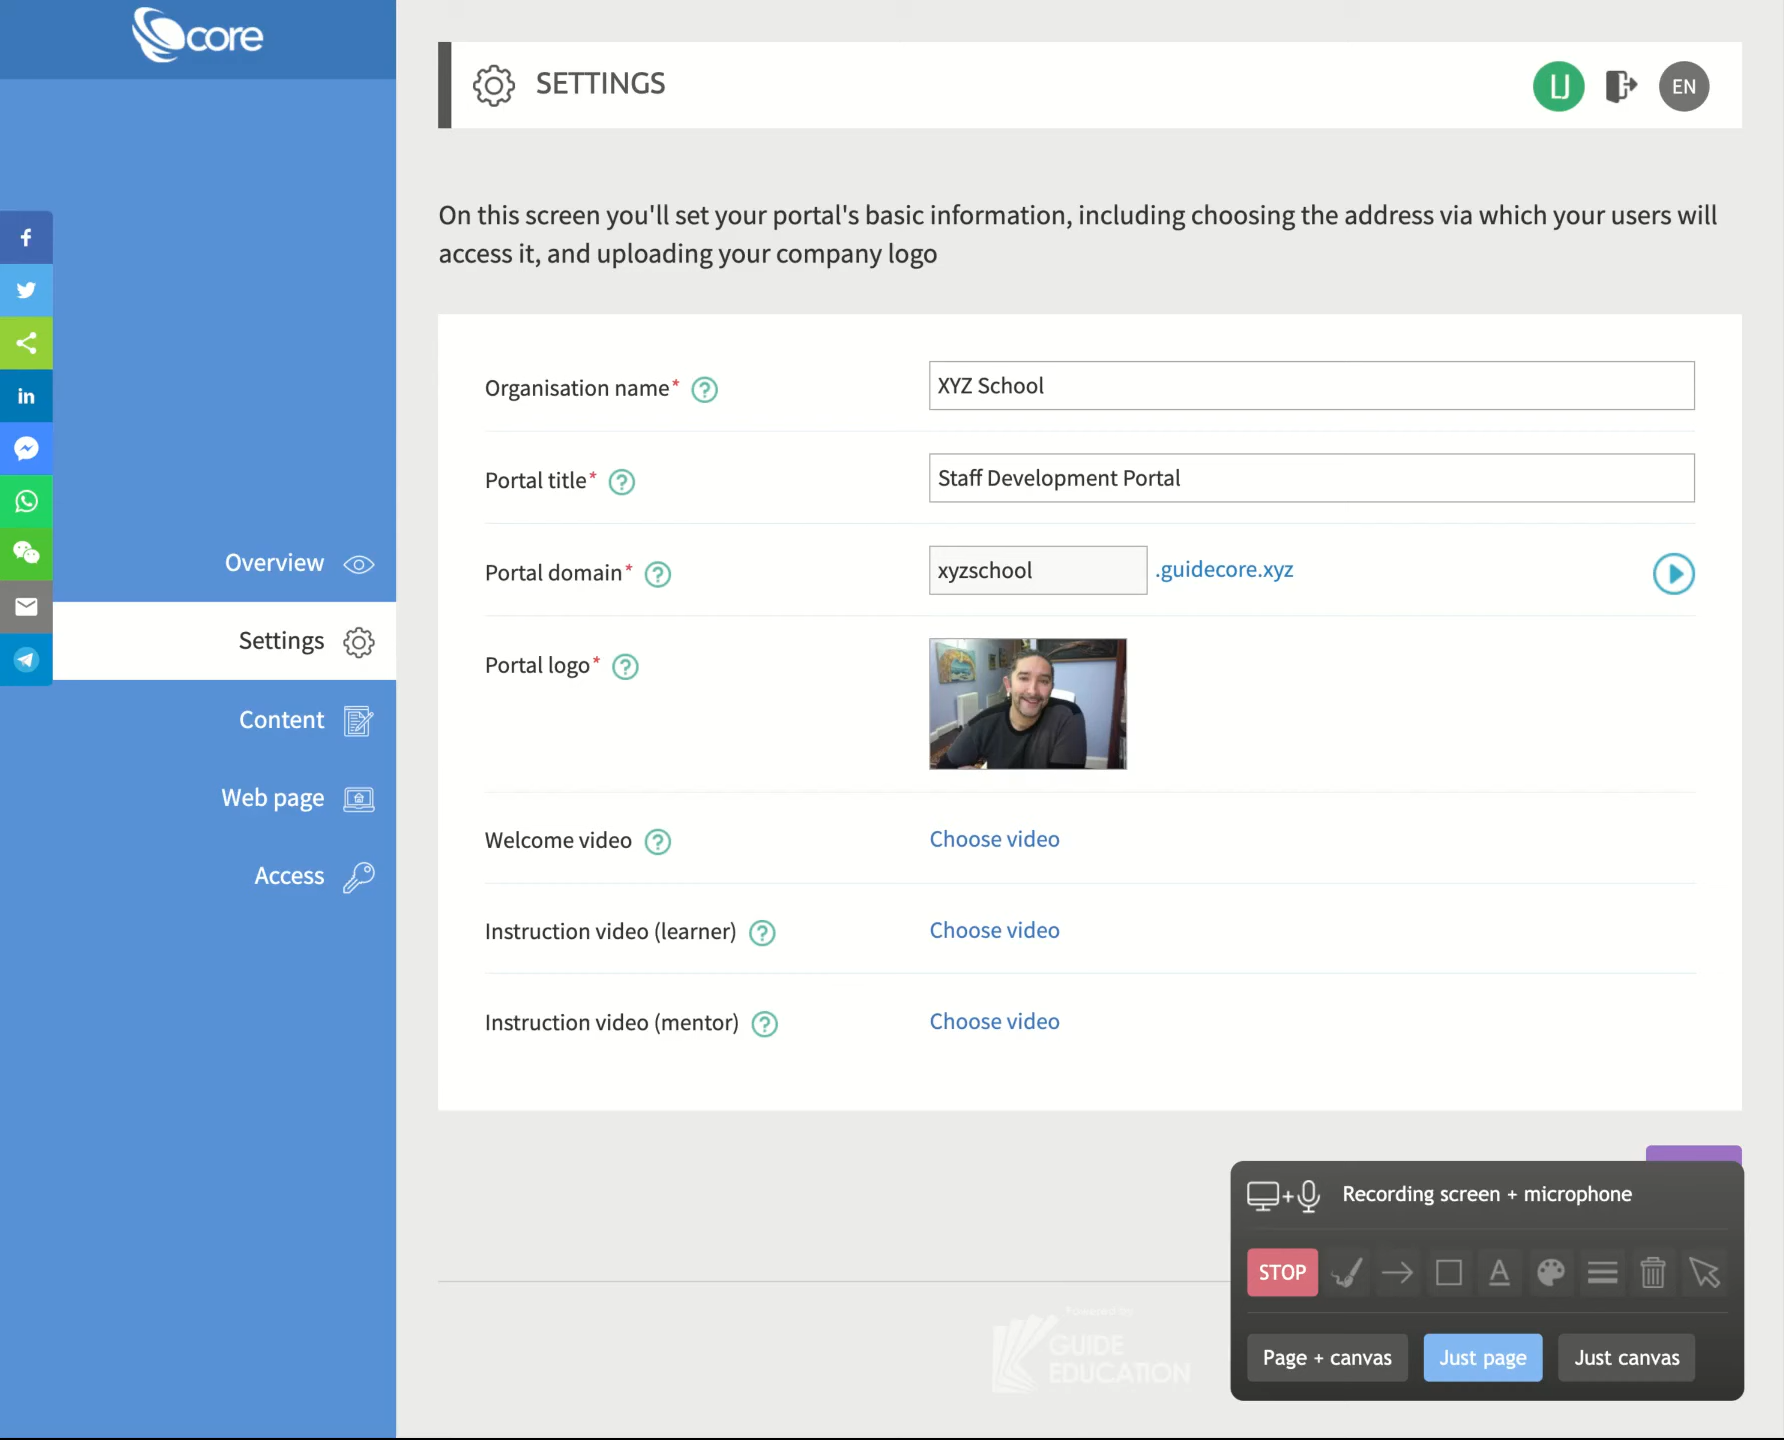 core
SETTINGS
LJ
EN
On this screen you'll set your portal's basic information, including choosing the address via which your users will
access it, and uploading your company logo
f
in
Overview
Settings
Content
Web page
Access
Organisation name* ?
XYZ School
Portal title* ?
Staff Development Portal
Portal domain* ?
xyzschool .guidecore.xyz
Portal logo* ?
Welcome video ?
Choose video
Instruction video (learner) ?
Choose video
Instruction video (mentor) ?
Choose video
Powered by
GUIDE
EDUCATION
Recording screen + microphone
STOP
A
Page + canvas
Just page
Just canvas